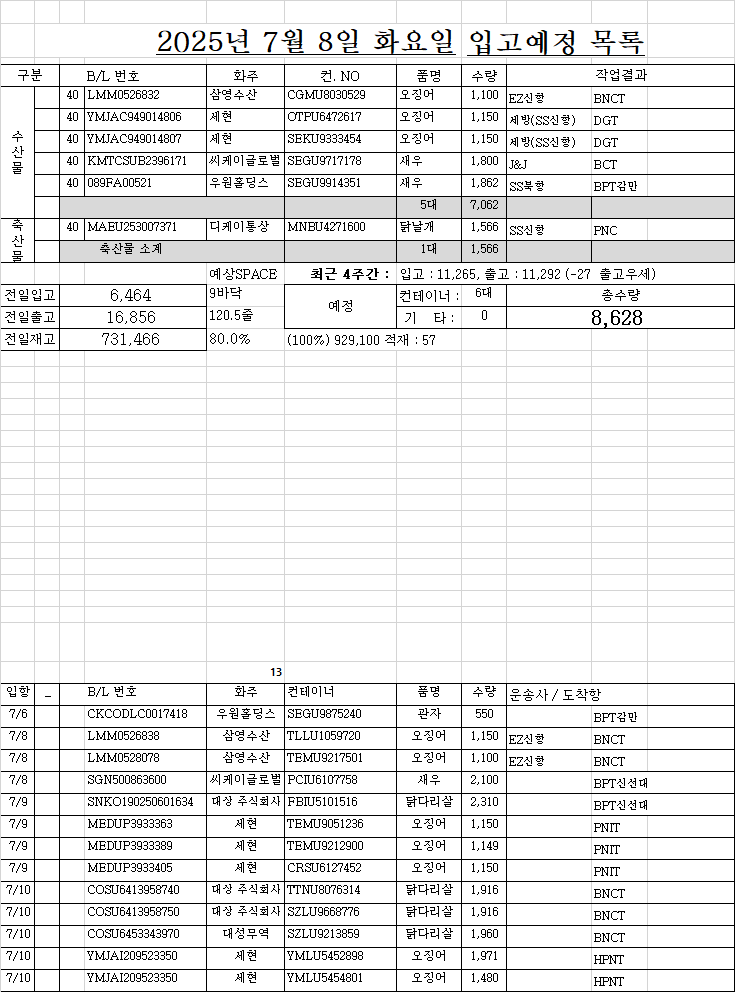 2025년 7월 8일 화요일 입고예정 목록
구분 B/L 번호 화주 컨. NO 품명 수량 작업결과
수산물
40 LMM0526832 삼영수산 CGMU8030529 오징어 1,100 EZ신항 BNCT
40 YMJAC949014806 세현 OTPU6472617 오징어 1,150 세방(SS신항) DGT
40 YMJAC949014807 세현 SEKU9333454 오징어 1,150 세방(SS신항) DGT
40 KMTCSUB2396171 씨케이글로벌 SEGU9717178 새우 1,800 J&J BCT
40 089FA00521 우원홀딩스 SEGU9914351 새우 1,862 SS북항 BPT감만
5대 7,062
축산물
40 MAEU253007371 디케이통상 MNBU4271600 닭날개 1,566 SS신항 PNC
축산물 소계 1대 1,566
예상SPACE 최근 4주간 : 입고 : 11,265, 출고 : 11,292 (-27 출고우세)
전일입고 6,464 9바닥 예정 컨테이너 : 6대 총수량
전일출고 16,856 120.5줄 기 타 : 0 8,628
전일재고 731,466 80.0% (100%) 929,100 적재 : 57
13
입항 _ B/L 번호 화주 컨테이너 품명 수량 운송사 / 도착항
7/6 CKCODLC0017418 우원홀딩스 SEGU9875240 관자 550 BPT감만
7/8 LMM0526838 삼영수산 TLLU1059720 오징어 1,150 EZ신항 BNCT
7/8 LMM0528078 삼영수산 TEMU9217501 오징어 1,100 EZ신항 BNCT
7/8 SGN500863600 씨케이글로벌 PCIU6107758 새우 2,100 BPT신선대
7/9 SNKO190250601634 대상 주식회사 FBIU5101516 닭다리살 2,310 BPT신선대
7/9 MEDUP3933363 세현 TEMU9051236 오징어 1,150 PNIT
7/9 MEDUP3933389 세현 TEMU9212900 오징어 1,149 PNIT
7/9 MEDUP3933405 세현 CRSU6127452 오징어 1,150 PNIT
7/10 COSU6413958740 대상 주식회사 TTNU8076314 닭다리살 1,916 BNCT
7/10 COSU6413958750 대상 주식회사 SZLU9668776 닭다리살 1,916 BNCT
7/10 COSU6453343970 대성무역 SZLU9213859 닭다리살 1,960 BNCT
7/10 YMJAI209523350 세현 YMLU5452898 오징어 1,971 HPNT
7/10 YMJAI209523350 세현 YMLU5454801 오징어 1,480 HPNT